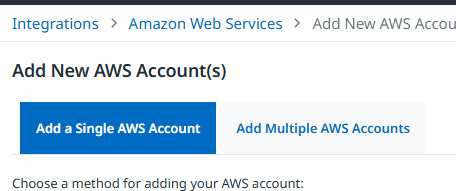 Integrations > Amazon Web Services > Add New AWS Accou
Add New AWS Account(s)
Add a Single AWS Account Add Multiple AWS Accounts
Choose a method for adding your AWS account: